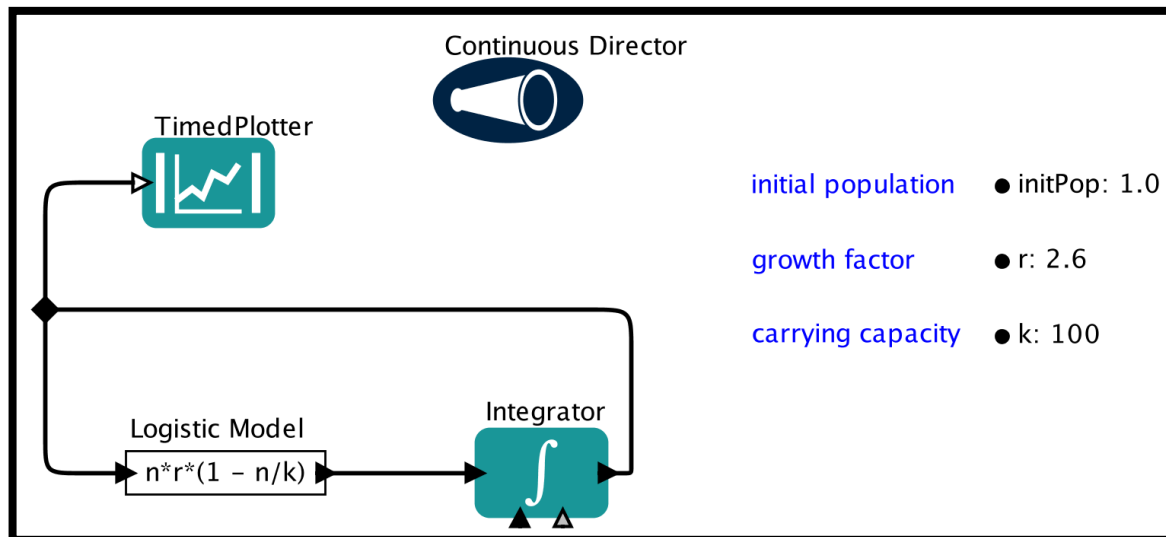 Continuous Director
TimedPlotter
initial population ● initPop: 1.0
growth factor ● r: 2.6
carrying capacity ● k: 100
Integrator
Logistic Model
n*r*(1 - n/k)
∫